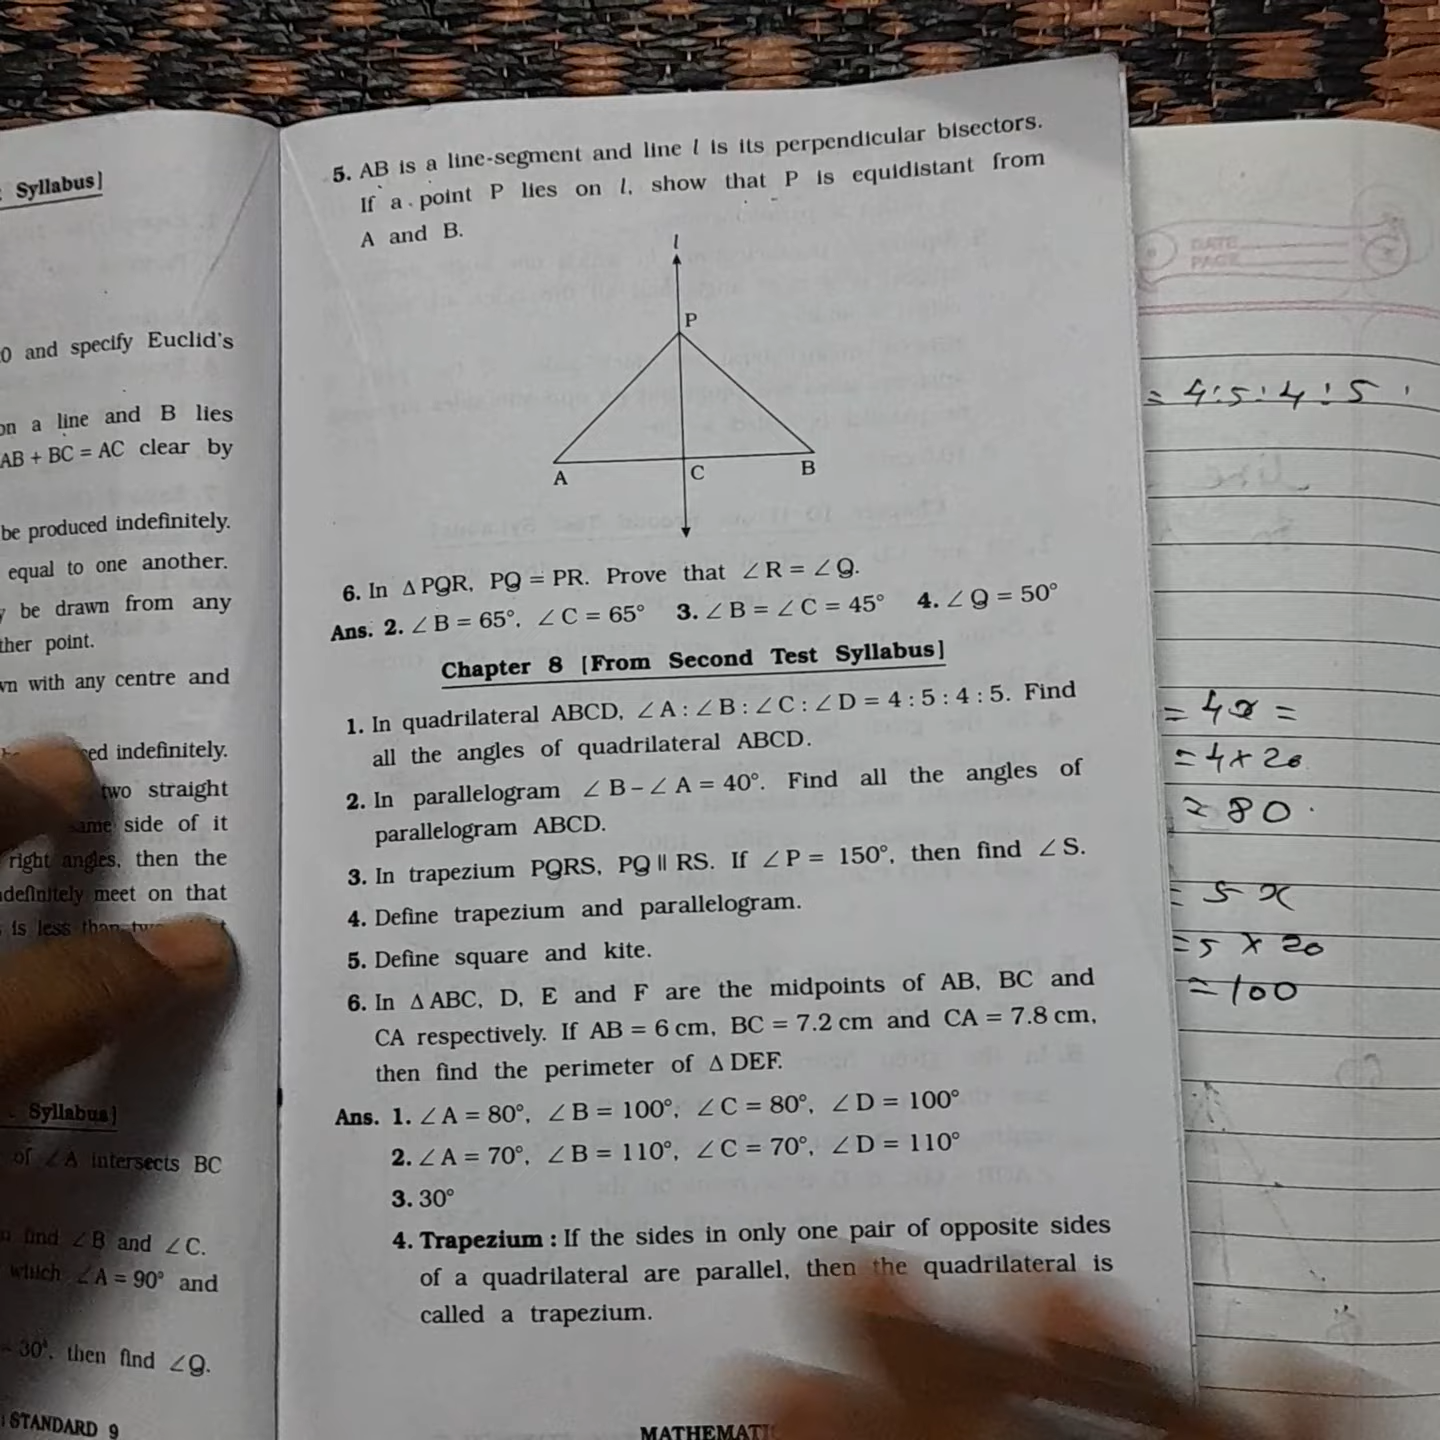 Syllabus]
0 and specify Euclid's
on a line and B lies
AB + BC = AC clear by
be produced indefinitely.
equal to one another.
be drawn from any
ther point.
wn with any centre and
ed indefinitely.
two straight
same side of it
right angles, then the
ndefinitely meet on that
is less than
Syllabus]
of ∠A intersects BC
find ∠B and ∠C.
which ∠A = 90° and
30°, then find ∠Q.
STANDARD 9
5. AB is a line-segment and line l is its perpendicular bisectors.
If a point P lies on l, show that P is equidistant from
A and B.
l
P
A
C
B
6. In Δ PQR, PQ = PR. Prove that ∠R = ∠Q.
Ans. 2. ∠B = 65°, ∠C = 65° 3. ∠B = ∠C = 45° 4. ∠Q = 50°
Chapter 8 [From Second Test Syllabus]
1. In quadrilateral ABCD, ∠A : ∠B : ∠C : ∠D = 4 : 5 : 4 : 5. Find
all the angles of quadrilateral ABCD.
2. In parallelogram ∠B – ∠A = 40°. Find all the angles of
parallelogram ABCD.
3. In trapezium PQRS, PQ || RS. If ∠P = 150°, then find ∠S.
4. Define trapezium and parallelogram.
5. Define square and kite.
6. In Δ ABC, D, E and F are the midpoints of AB, BC and
CA respectively. If AB = 6 cm, BC = 7.2 cm and CA = 7.8 cm,
then find the perimeter of Δ DEF.
Ans. 1. ∠A = 80°, ∠B = 100°, ∠C = 80°, ∠D = 100°
2. ∠A = 70°, ∠B = 110°, ∠C = 70°, ∠D = 110°
3. 30°
4. Trapezium : If the sides in only one pair of opposite sides
of a quadrilateral are parallel, then the quadrilateral is
called a trapezium.
MATHEMATI
DATE
PAGE
= 4:5:4:5
= 4x =
= 4 × 20
= 80
= 5x
= 5 × 20
= 100